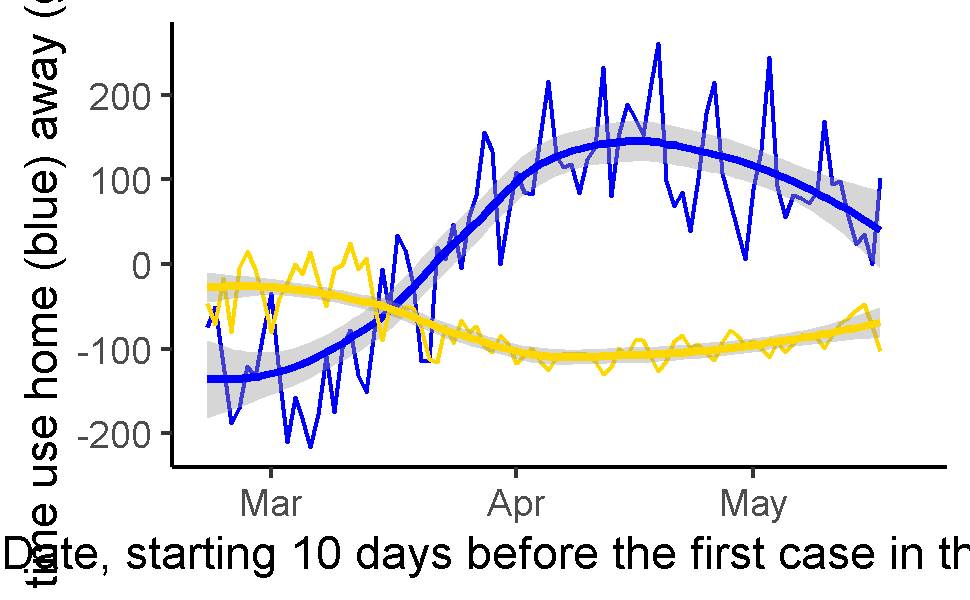 time use home (blue) away (
200
100
0
-100
-200
Mar Apr May
Date, starting 10 days before the first case in th